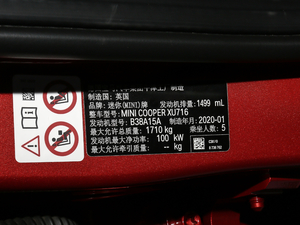 制造国：英国
品牌：迷你(MINI)牌 发动机排量：1499 mL
整车型号：MINI COOPER XU716
发动机型号：B38A15A 制造年月：2020-01
最大允许总质量：1710 kg 乘坐人数：5
发动机最大净功率：100 kW
最大允许牵引质量：-- kg